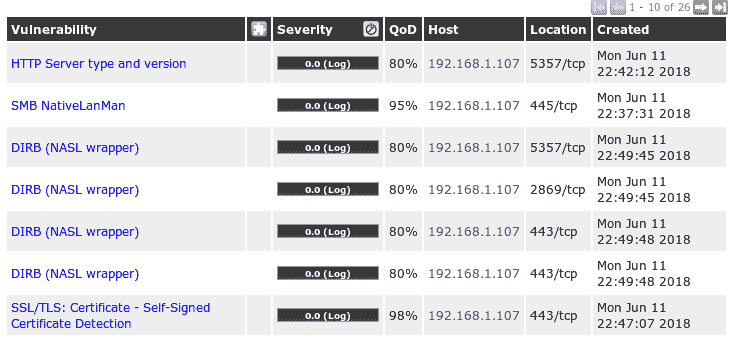 1 - 10 of 26
Vulnerability Severity QoD Host Location Created
HTTP Server type and version 0.0 (Log) 80% 192.168.1.107 5357/tcp Mon Jun 11
22:42:12 2018
SMB NativeLanMan 0.0 (Log) 95% 192.168.1.107 445/tcp Mon Jun 11
22:37:31 2018
DIRB (NASL wrapper) 0.0 (Log) 80% 192.168.1.107 5357/tcp Mon Jun 11
22:49:45 2018
DIRB (NASL wrapper) 0.0 (Log) 80% 192.168.1.107 2869/tcp Mon Jun 11
22:49:45 2018
DIRB (NASL wrapper) 0.0 (Log) 80% 192.168.1.107 443/tcp Mon Jun 11
22:49:48 2018
DIRB (NASL wrapper) 0.0 (Log) 80% 192.168.1.107 443/tcp Mon Jun 11
22:49:48 2018
SSL/TLS: Certificate - Self-Signed 0.0 (Log) 98% 192.168.1.107 443/tcp Mon Jun 11
Certificate Detection 22:47:07 2018